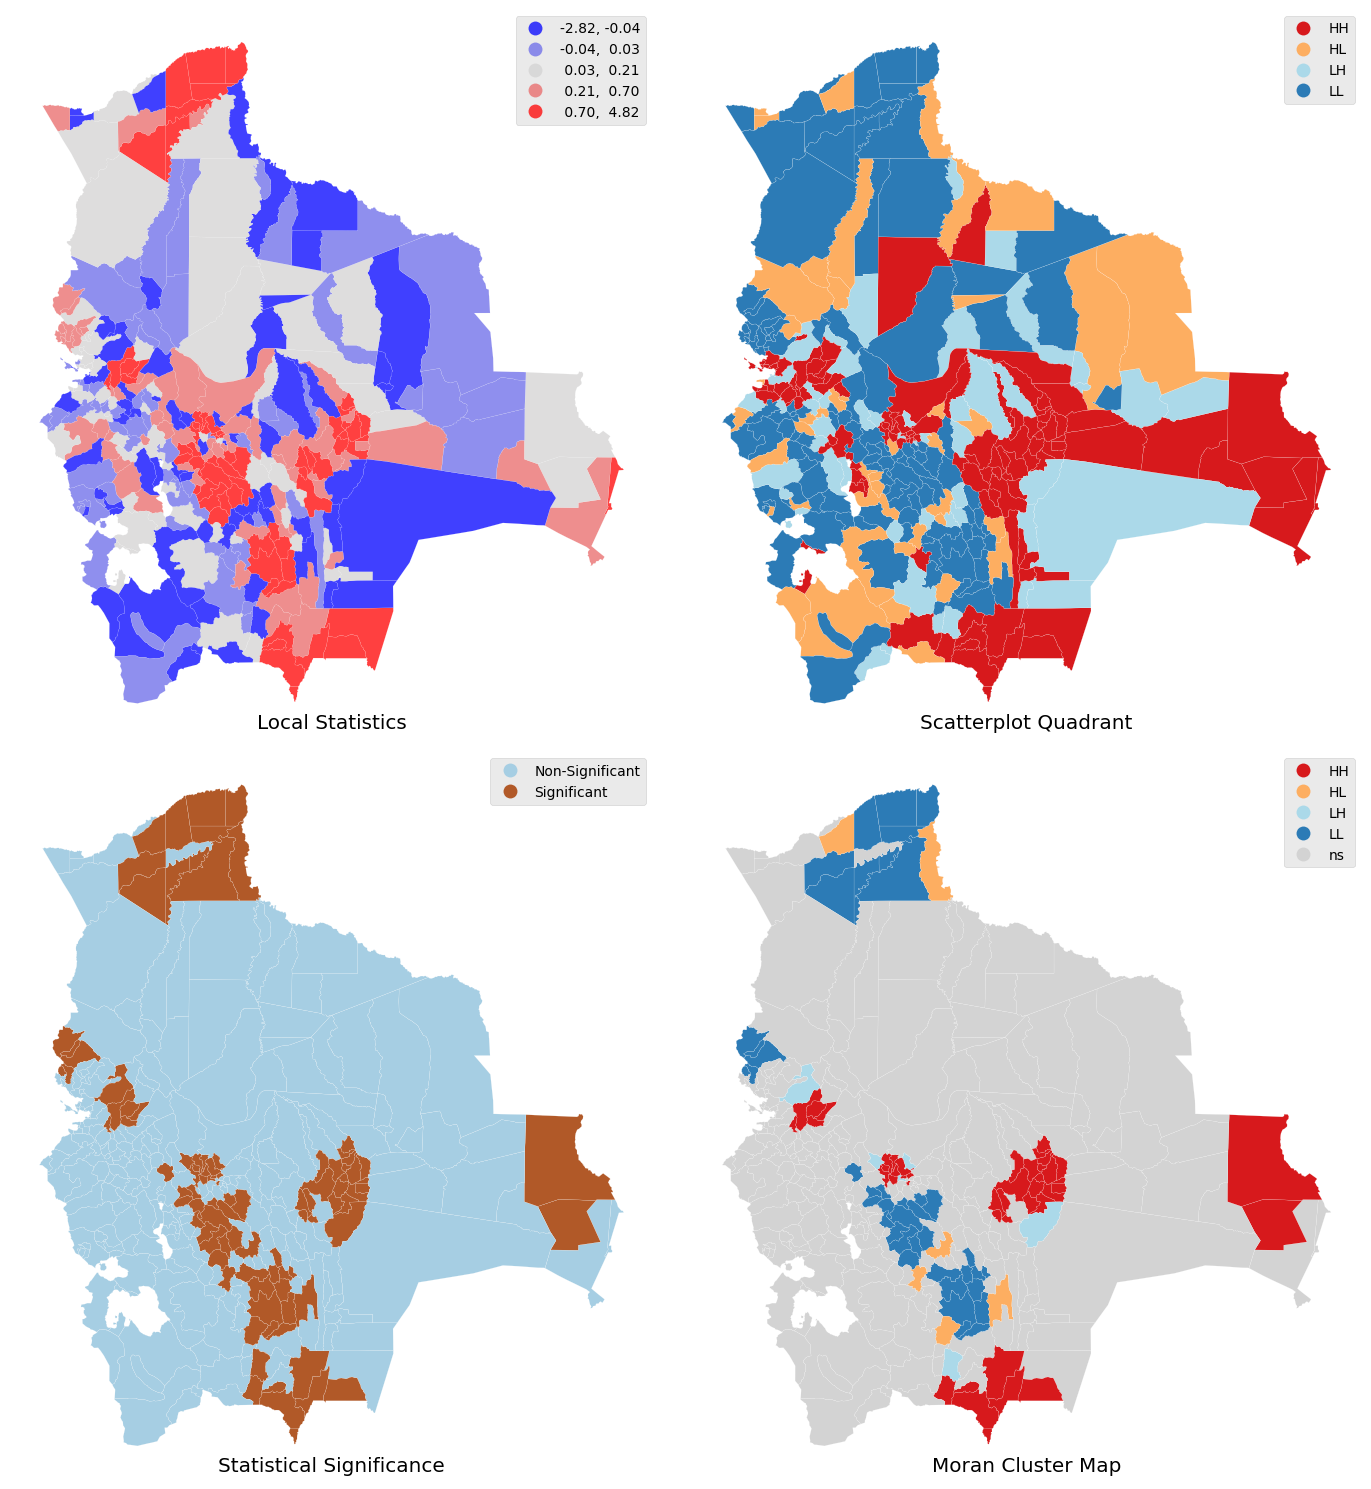 -2.82, -0.04
-0.04,  0.03
0.03,  0.21
0.21,  0.70
0.70,  4.82
Local Statistics
HH
HL
LH
LL
Scatterplot Quadrant
Non-Significant
Significant
Statistical Significance
HH
HL
LH
LL
ns
Moran Cluster Map